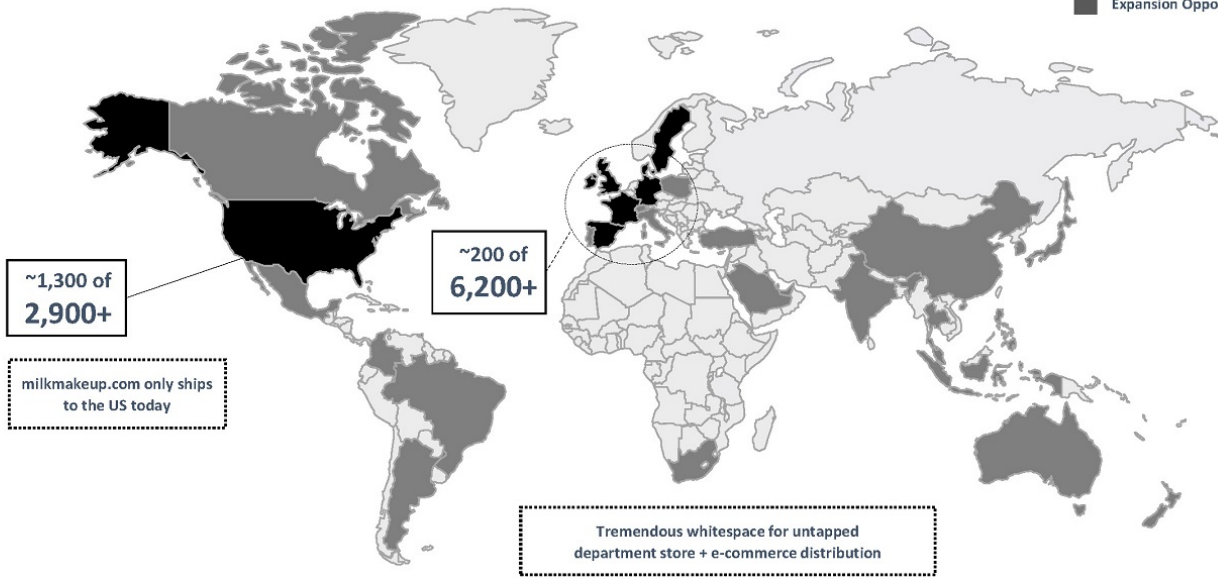 Expansion Oppo
~200 of
6,200+
~1,300 of
2,900+
milkmakeup.com only ships
to the US today
Tremendous whitespace for untapped
department store + e-commerce distribution